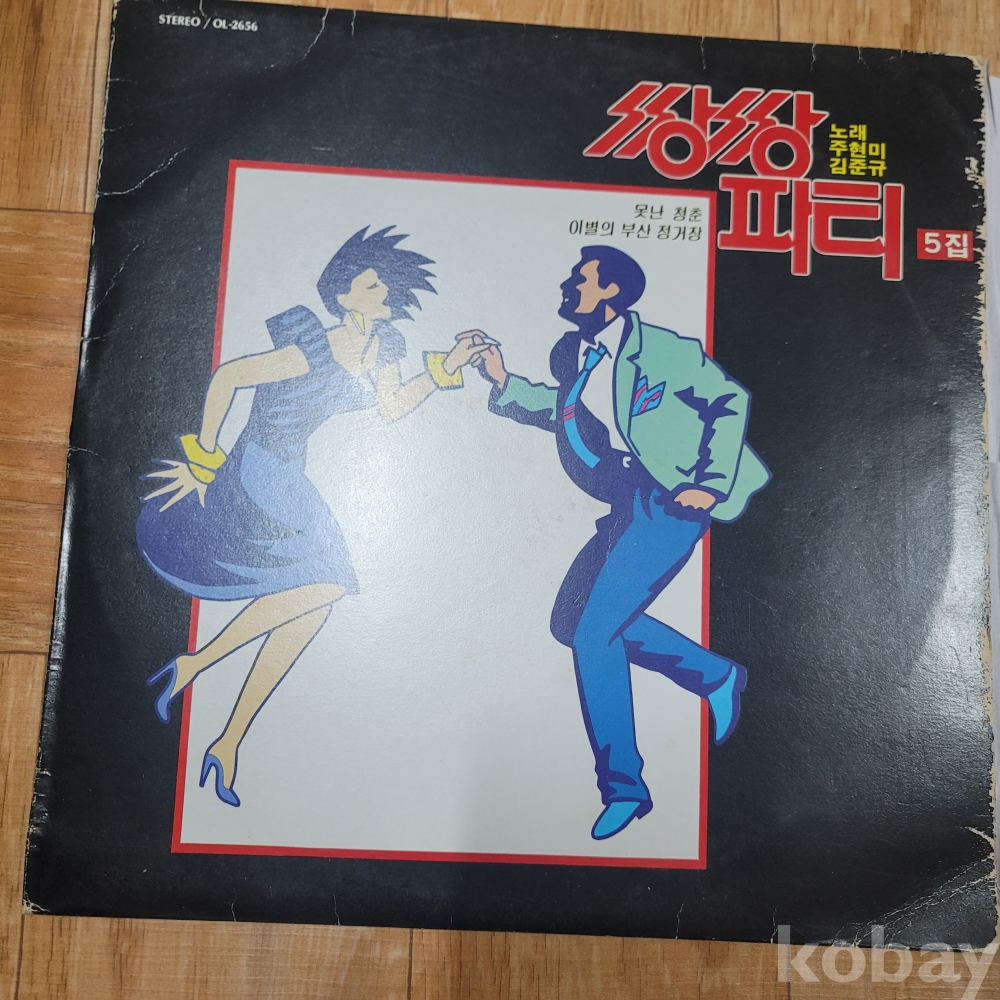 STEREO / OL-2656
쌍쌍
파티
노래
주현미
김준규
5집
못난 청춘
이별의 부산 정거장
kobay